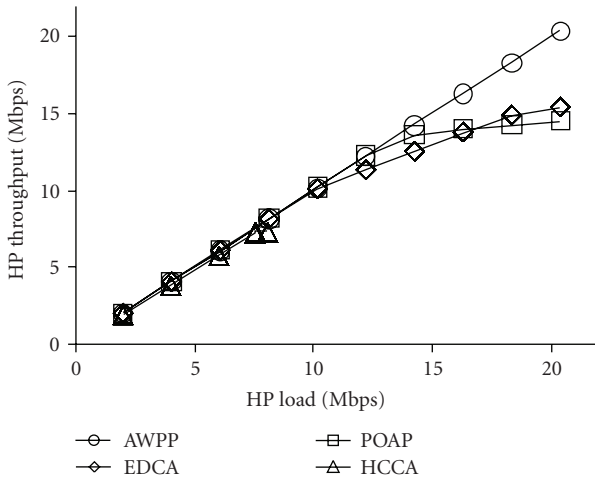 HP throughput (Mbps)
20
15
10
5
0
0 5 10 15 20
HP load (Mbps)
AWPP POAP
EDCA HCCA